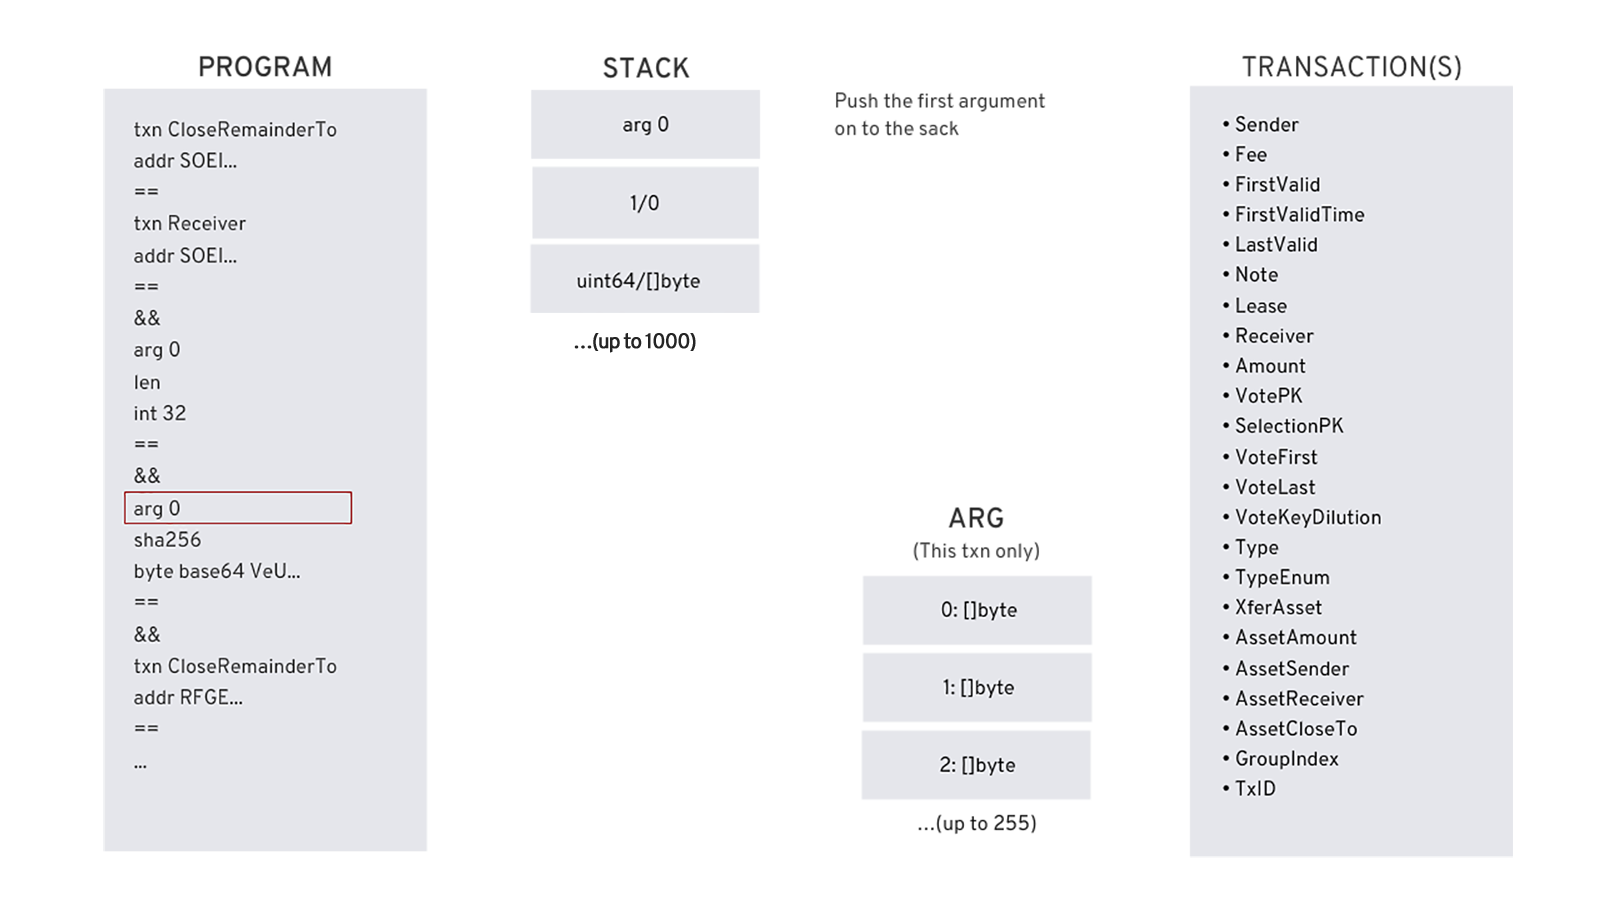 PROGRAM
txn CloseRemainderTo
addr SOEI...
==
txn Receiver
addr SOEI...
==
&&
arg 0
len
int 32
==
&&
arg 0
sha256
byte base64 VeU...
==
&&
txn CloseRemainderTo
addr RFGE...
==
...
STACK
arg 0
1/0
uint64/[]byte
...(up to 1000)
Push the first argument
on to the sack
ARG
(This txn only)
0: []byte
1: []byte
2: []byte
...(up to 255)
TRANSACTION(S)
• Sender
• Fee
• FirstValid
• FirstValidTime
• LastValid
• Note
• Lease
• Receiver
• Amount
• VotePK
• SelectionPK
• VoteFirst
• VoteLast
• VoteKeyDilution
• Type
• TypeEnum
• XferAsset
• AssetAmount
• AssetSender
• AssetReceiver
• AssetCloseTo
• GroupIndex
• TxID